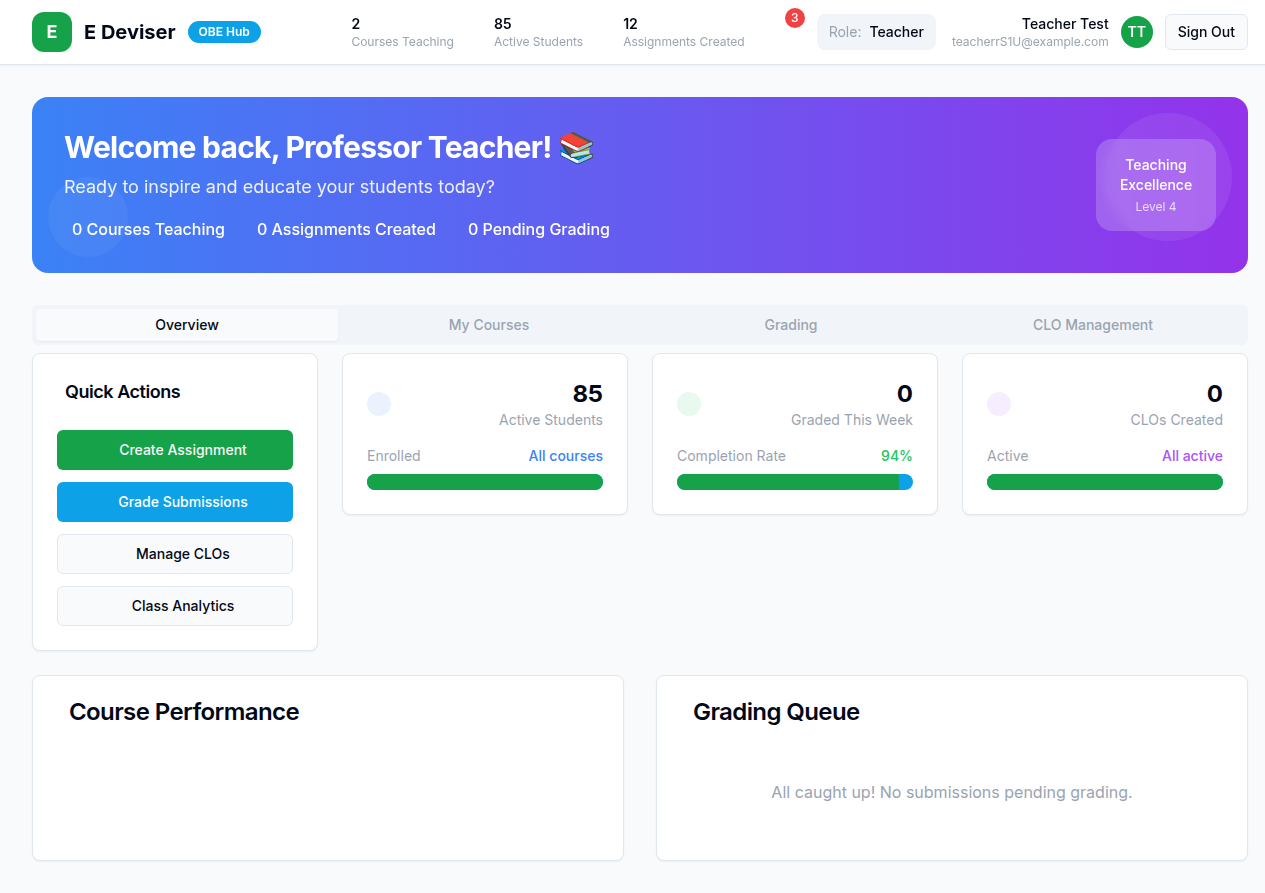 E
E Deviser
OBE Hub
2
Courses Teaching
85
Active Students
12
Assignments Created
3
Role: Teacher
Teacher Test
teacherrS1U@example.com
TT
Sign Out
Welcome back, Professor Teacher! 📚
Ready to inspire and educate your students today?
0 Courses Teaching
0 Assignments Created
0 Pending Grading
Teaching
Excellence
Level 4
Overview
My Courses
Grading
CLO Management
Quick Actions
Create Assignment
Grade Submissions
Manage CLOs
Class Analytics
85
Active Students
Enrolled
All courses
0
Graded This Week
Completion Rate
94%
0
CLOs Created
Active
All active
Course Performance
Grading Queue
All caught up! No submissions pending grading.